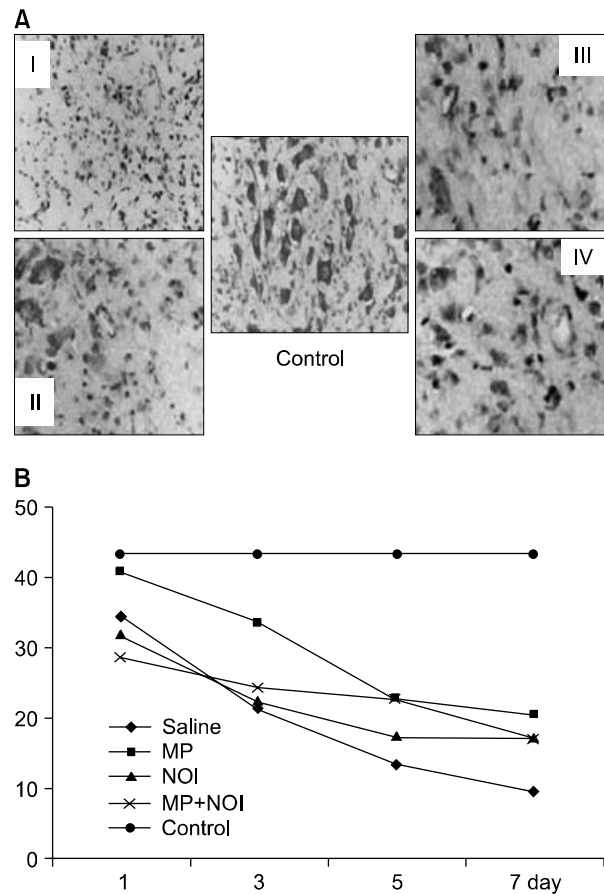 A
I
III
II
IV
Control
B
50
40
30
20
10
0
Saline
MP
NOI
MP+NOI
Control
1 3 5 7 day